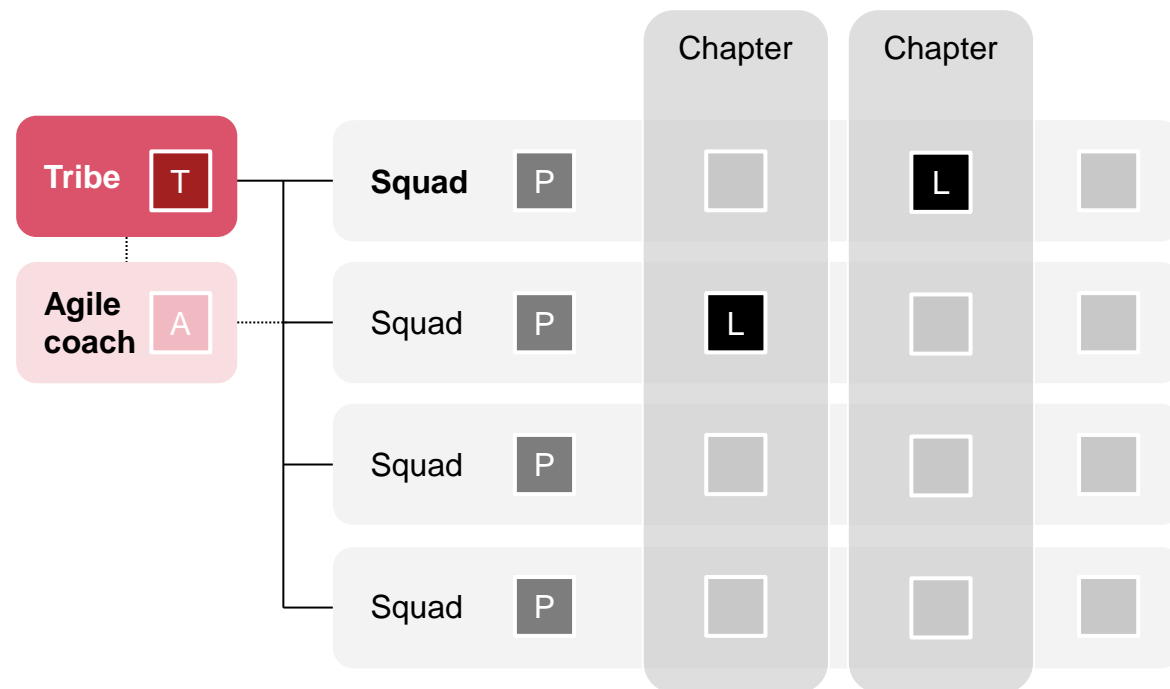 Chapter
Chapter
Tribe
T
Squad
P
L
Agile
coach
A
Squad
P
L
Squad
P
Squad
P